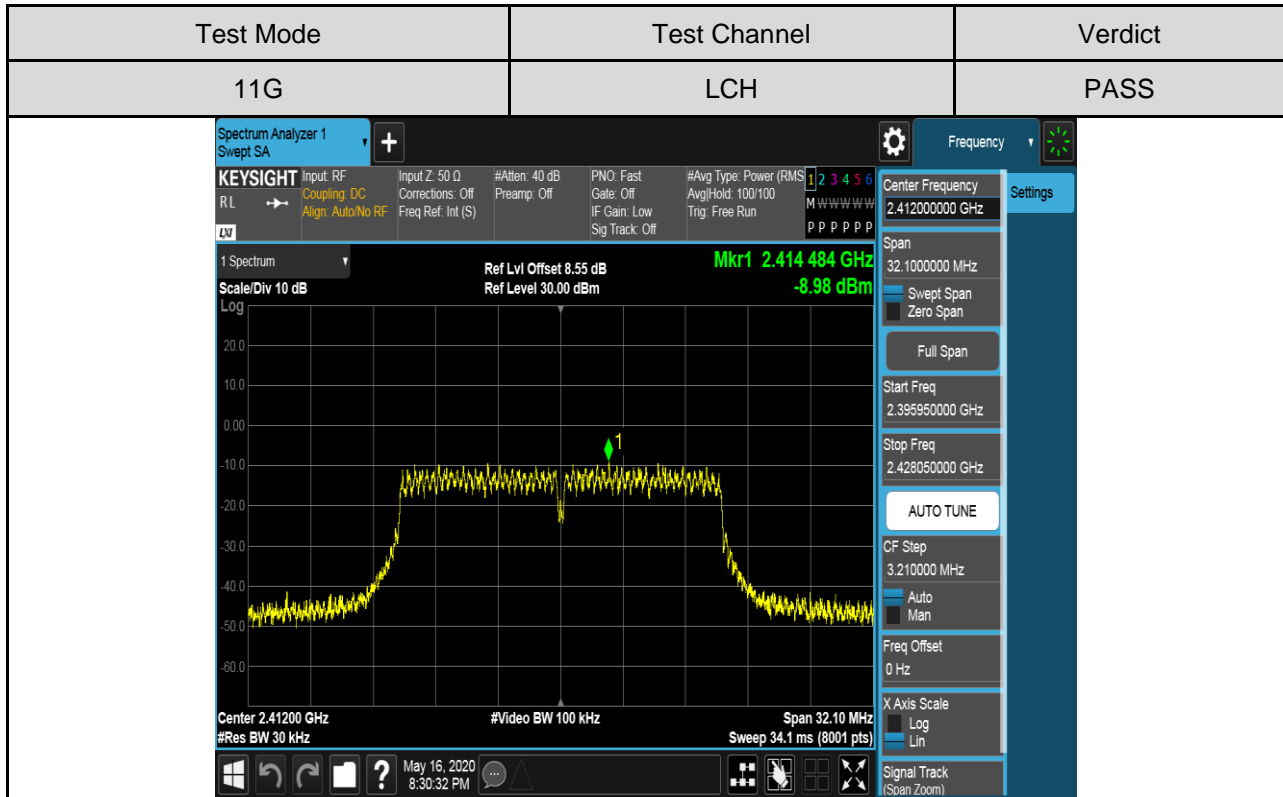 Test Mode Test Channel Verdict
11G LCH PASS
Spectrum Analyzer 1
Swept SA
+
Frequency
KEYSIGHT Input: RF Input Z: 50 Ω #Atten: 40 dB PNO: Fast #Avg Type: Power (RMS 1 2 3 4 5 6
RL Coupling: DC Corrections: Off Preamp: Off Gate: Off Avg|Hold: 100/100 M W W W W W
Align: Auto/No RF Freq Ref: Int (S) IF Gain: Low Trig: Free Run
LXI Sig Track: Off P P P P P P
1 Spectrum
Ref Lvl Offset 8.55 dB Mkr1 2.414 484 GHz
Scale/Div 10 dB Ref Level 30.00 dBm -8.98 dBm
Log
20.0
10.0
0.00
-10.0
-20.0
-30.0
-40.0
-50.0
-60.0
1
Center 2.41200 GHz #Video BW 100 kHz Span 32.10 MHz
#Res BW 30 kHz Sweep 34.1 ms (8001 pts)
Center Frequency
2.412000000 GHz
Settings
Span
32.1000000 MHz
Swept Span
Zero Span
Full Span
Start Freq
2.395950000 GHz
Stop Freq
2.428050000 GHz
AUTO TUNE
CF Step
3.210000 MHz
Auto
Man
Freq Offset
0 Hz
X Axis Scale
Log
Lin
Signal Track
(Span Zoom)
? May 16, 2020
8:30:32 PM